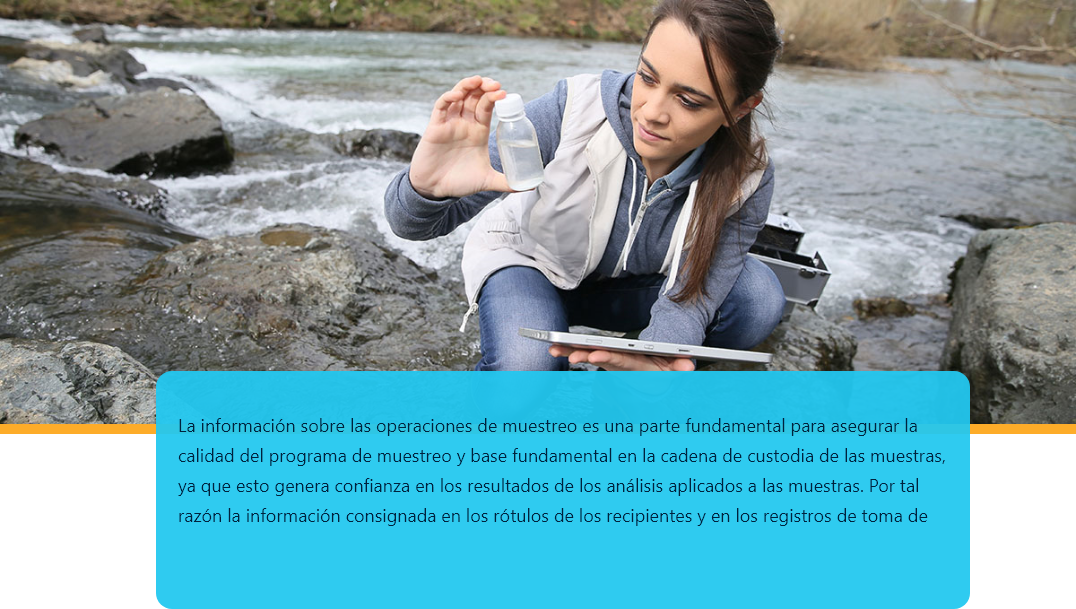 La información sobre las operaciones de muestreo es una parte fundamental para asegurar la
calidad del programa de muestreo y base fundamental en la cadena de custodia de las muestras,
ya que esto genera confianza en los resultados de los análisis aplicados a las muestras. Por tal
razón la información consignada en los rótulos de los recipientes y en los registros de toma de